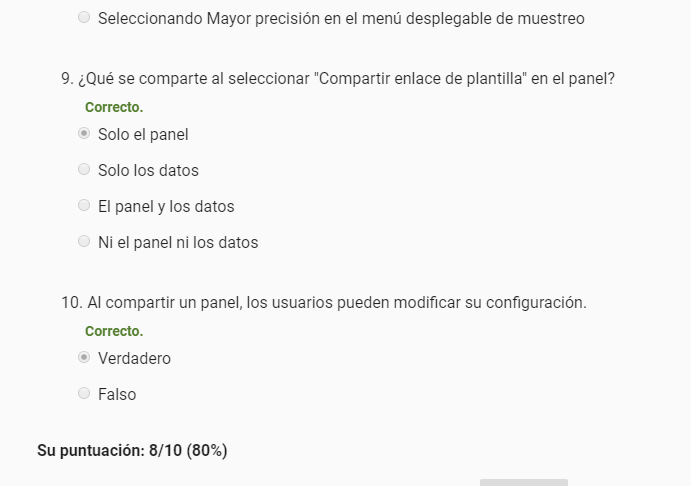 Seleccionando Mayor precisión en el menú desplegable de muestreo
9. ¿Qué se comparte al seleccionar "Compartir enlace de plantilla" en el panel?
Correcto.
Solo el panel
Solo los datos
El panel y los datos
Ni el panel ni los datos
10. Al compartir un panel, los usuarios pueden modificar su configuración.
Correcto.
Verdadero
Falso
Su puntuación: 8/10 (80%)